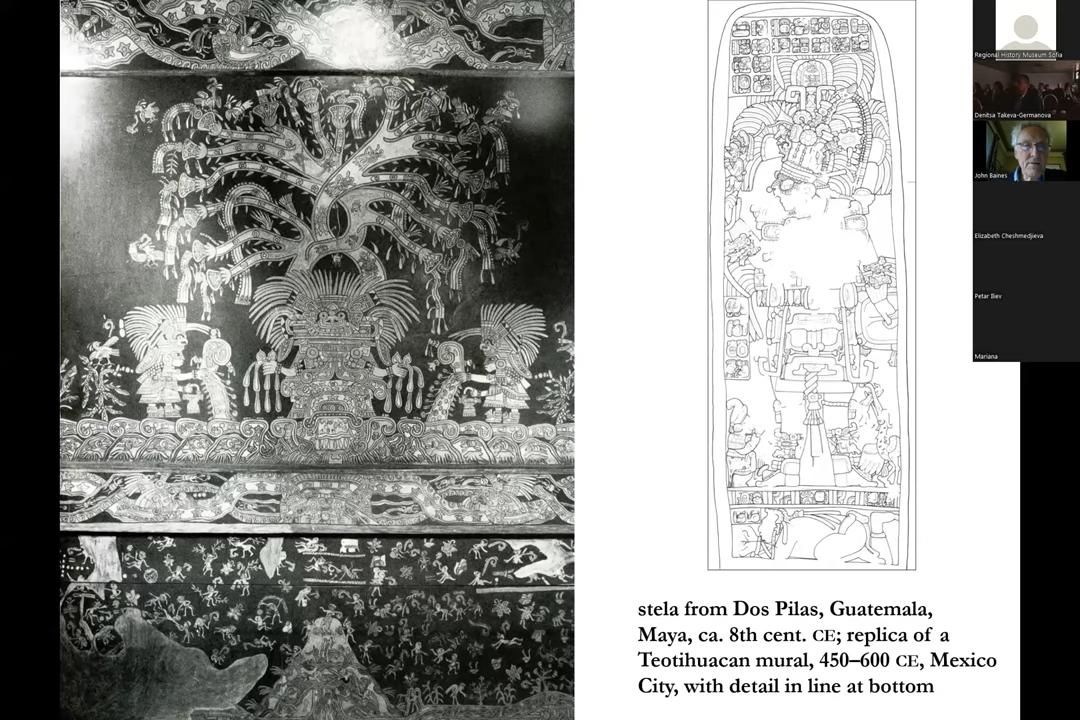 Regional History Museum Sofia
Denitsa Takeva-Germanova
John Baines
Elizabeth Cheshmedjieva
Petar Iliev
Mariana
stela from Dos Pilas, Guatemala,
Maya, ca. 8th cent. CE; replica of a
Teotihuacan mural, 450–600 CE, Mexico
City, with detail in line at bottom